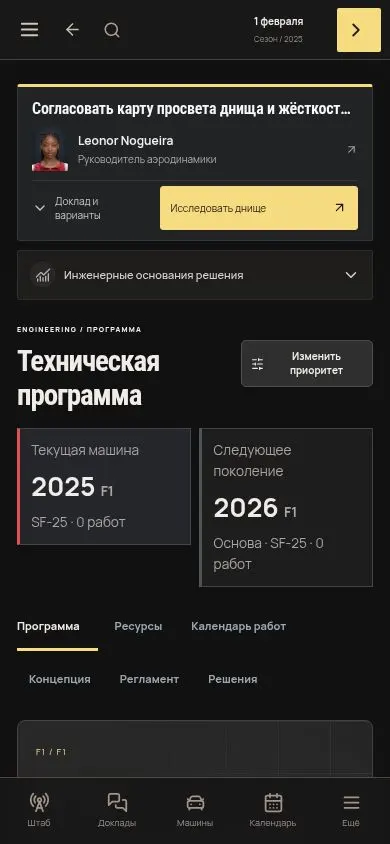 1 февраля
Сезон / 2025
Согласовать карту просвета днища и жёсткост…
Leonor Nogueira
Руководитель аэродинамики
Доклад и
варианты
Исследовать днище
Инженерные основания решения
ENGINEERING / ПРОГРАММА
Техническая
программа
Изменить
приоритет
Текущая машина
2025 F1
SF-25 · 0 работ
Следующее
поколение
2026 F1
Основа · SF-25 · 0
работ
Программа
Ресурсы
Календарь работ
Концепция
Регламент
Решения
F1 / F1
Штаб
Доклады
Машины
Календарь
Ещё